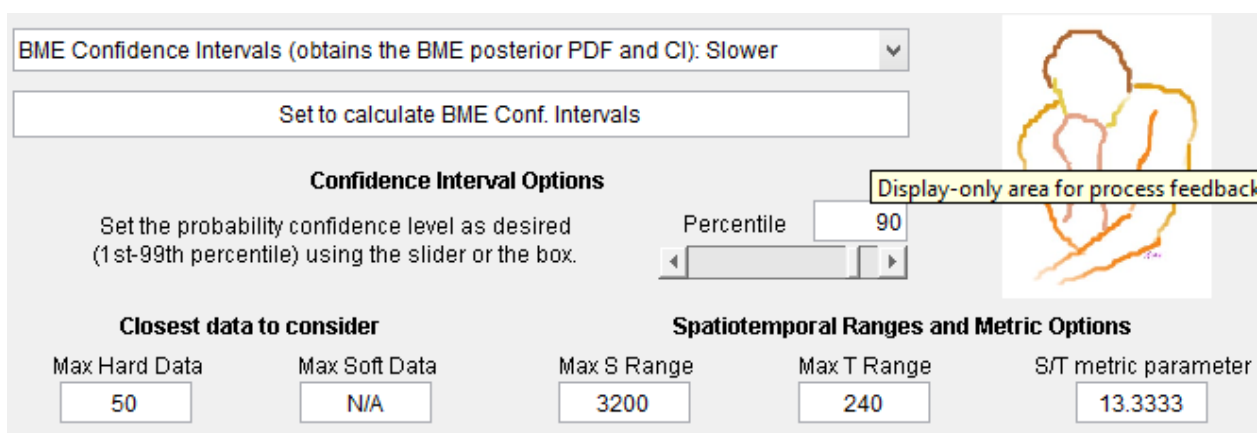 BME Confidence Intervals (obtains the BME posterior PDF and CI): Slower
Set to calculate BME Conf. Intervals
Confidence Interval Options
Display-only area for process feedback
Set the probability confidence level as desired
(1st-99th percentile) using the slider or the box.
Percentile 90
Closest data to consider
Spatiotemporal Ranges and Metric Options
Max Hard Data Max Soft Data Max S Range Max T Range S/T metric parameter
50 N/A 3200 240 13.3333